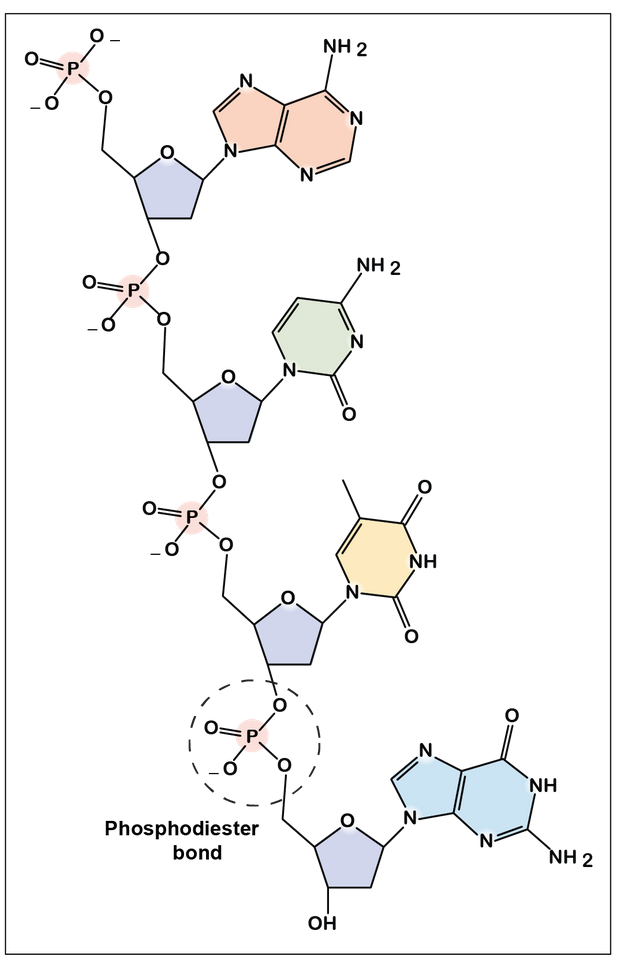 O –
O P
– O O
N NH 2
O N N
N
O
O P NH 2
– O O
N
O N
O
O
O P O
– O O
NH
O N
O
O
O P O
– O O N NH
Phosphodiester
bond
O N N NH 2
OH